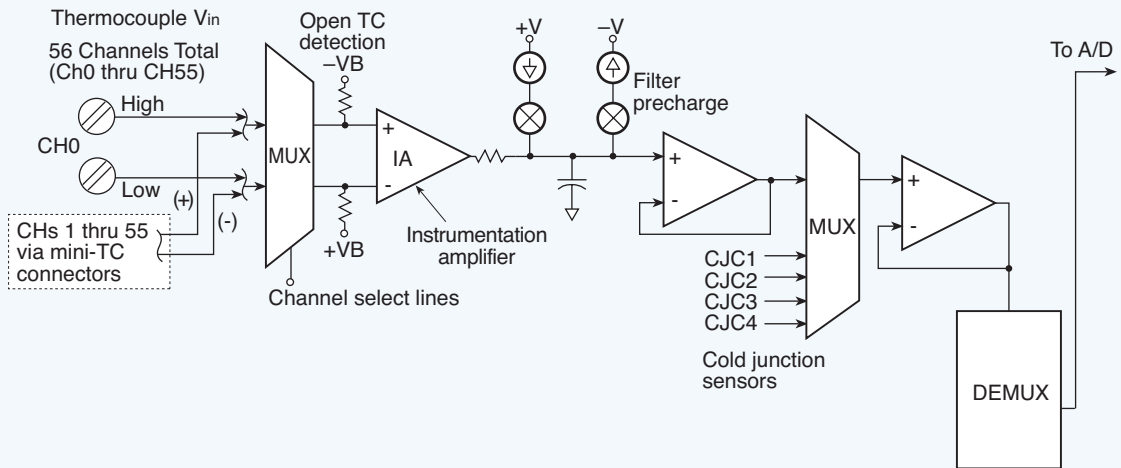 Thermocouple Vin
56 Channels Total
(Ch0 thru CH55)
High
CH0
Low
(+)
(-)
CHs 1 thru 55
via mini-TC
connectors
MUX
Channel select lines
Open TC
detection
–VB
+VB
+
IA
-
Instrumentation
amplifier
+V
–V
Filter
precharge
+
-
MUX
CJC1
CJC2
CJC3
CJC4
Cold junction
sensors
+
-
DEMUX
To A/D